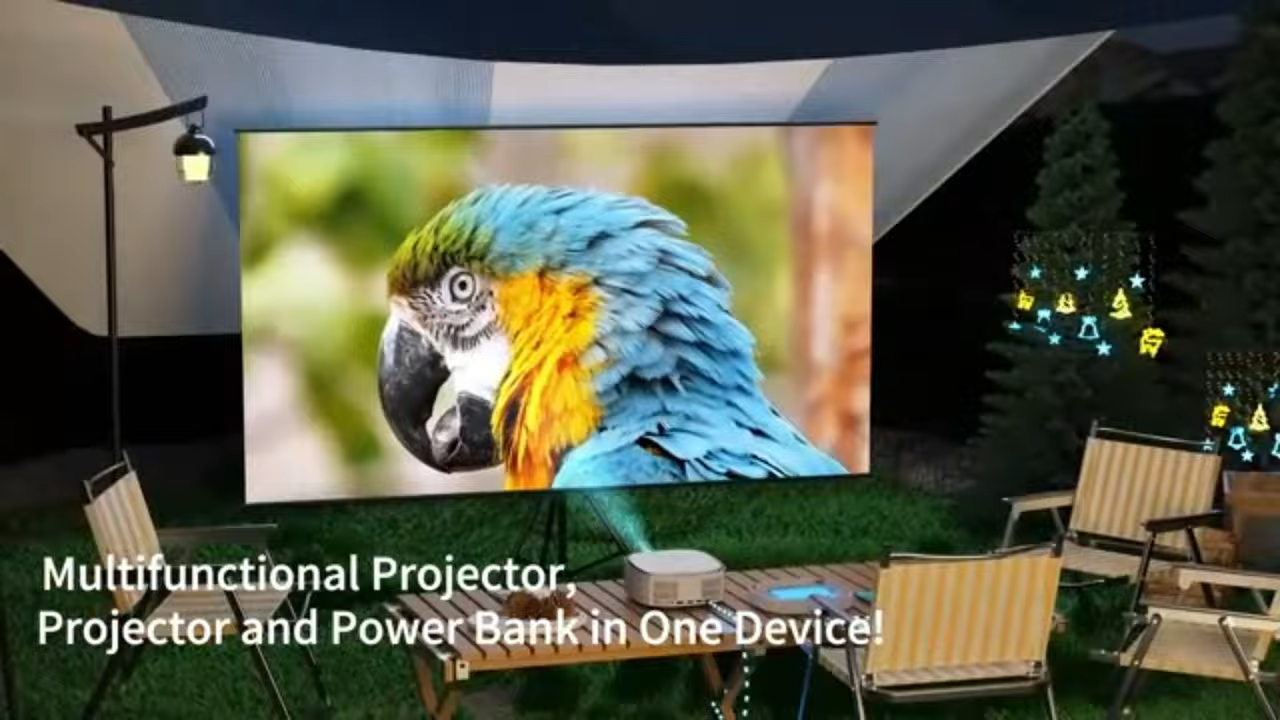 Multifunctional Projector,
Projector and Power Bank in One Device!